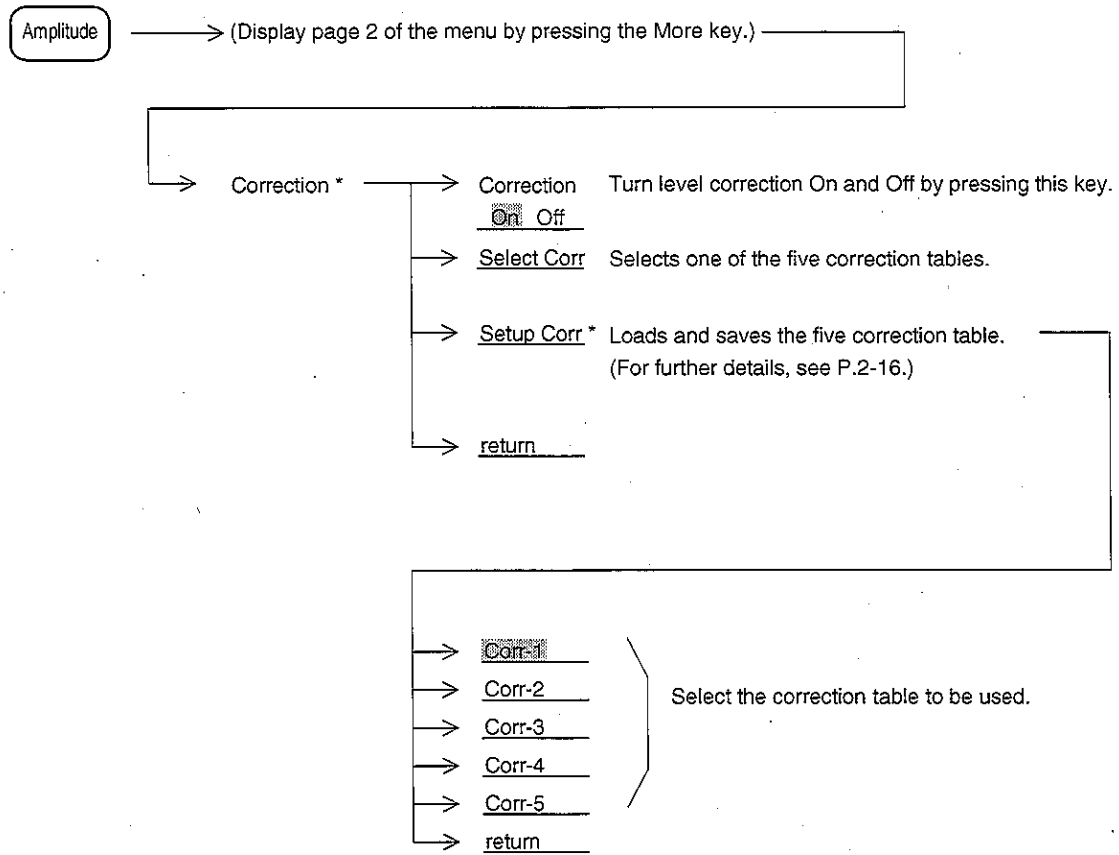 Amplitude
(Display page 2 of the menu by pressing the More key.)
Correction *
Correction Turn level correction On and Off by pressing this key.
On Off
Select Corr Selects one of the five correction tables.
Setup Corr * Loads and saves the five correction table.
(For further details, see P.2-16.)
return
Corr-1
Corr-2
Select the correction table to be used.
Corr-3
Corr-4
Corr-5
return